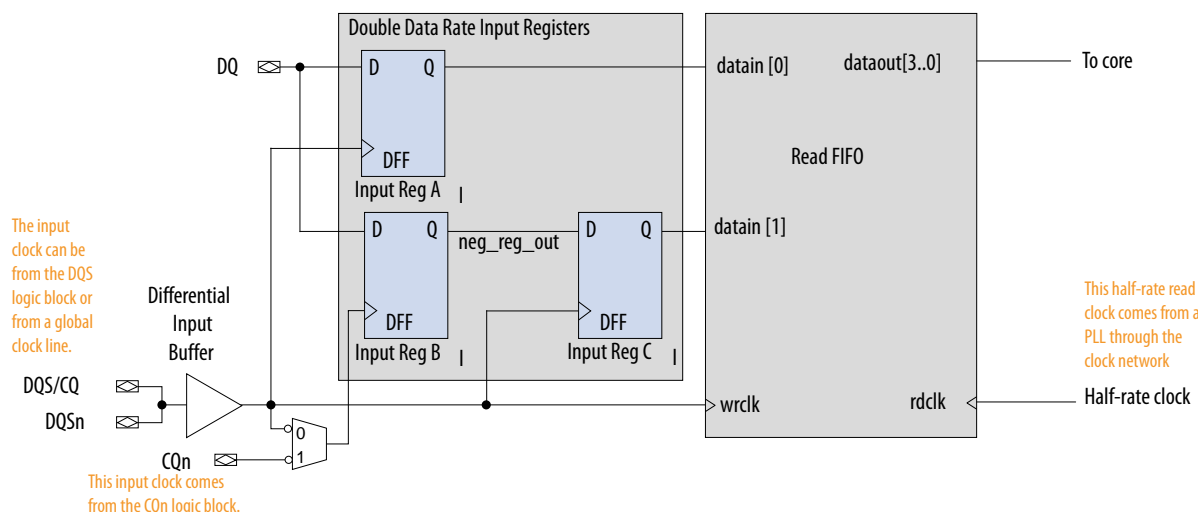 Double Data Rate Input Registers
DQ
D Q
DFF
Input Reg A
I
datain [0]
dataout[3..0]
To core
Read FIFO
D Q
neg_reg_out
DFF
Input Reg B
I
D Q
DFF
Input Reg C
I
datain [1]
The input
clock can be
from the DQS
logic block or
from a global
clock line.
Differential
Input
Buffer
DQS/CQ
DQSn
0
1
CQn
This input clock comes
from the CQn logic block.
wrclk
rdclk
This half-rate read
clock comes from a
PLL through the
clock network
Half-rate clock